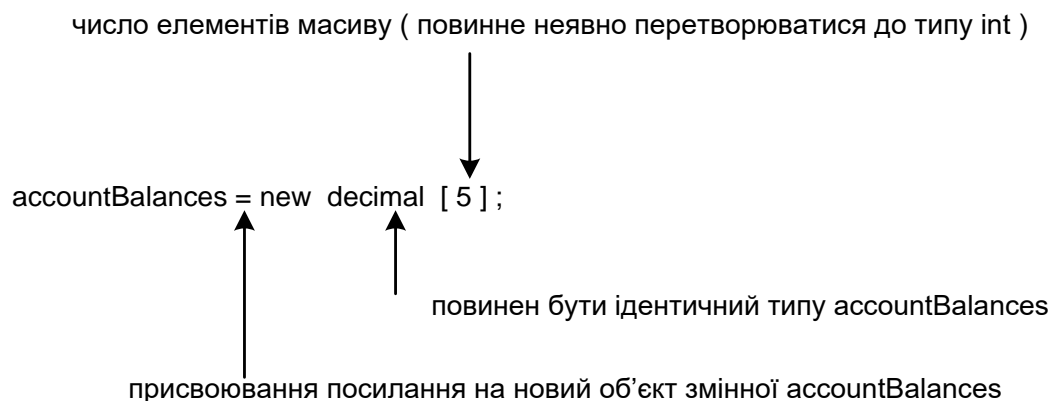 число елементів масиву ( повинне неявно перетворюватися до типу int )
accountBalances = new decimal [ 5 ] ;
повинен бути ідентичний типу accountBalances
присвоювання посилання на новий об’єкт змінної accountBalances